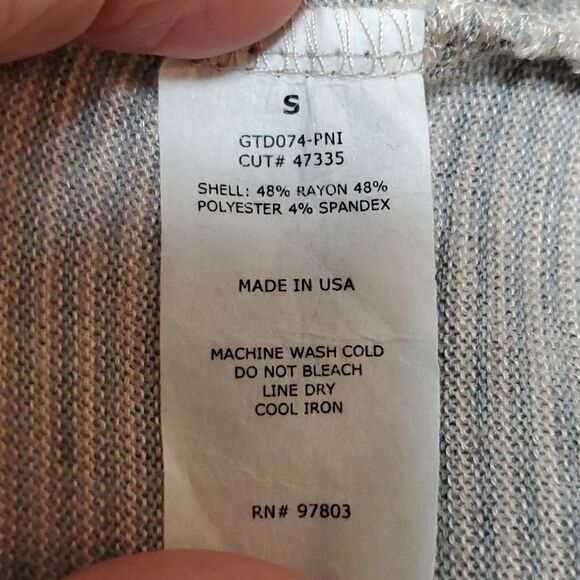 S
GTD074-PNI
CUT# 47335
SHELL: 48% RAYON 48%
POLYESTER 4% SPANDEX
MADE IN USA
MACHINE WASH COLD
DO NOT BLEACH
LINE DRY
COOL IRON
RN# 97803